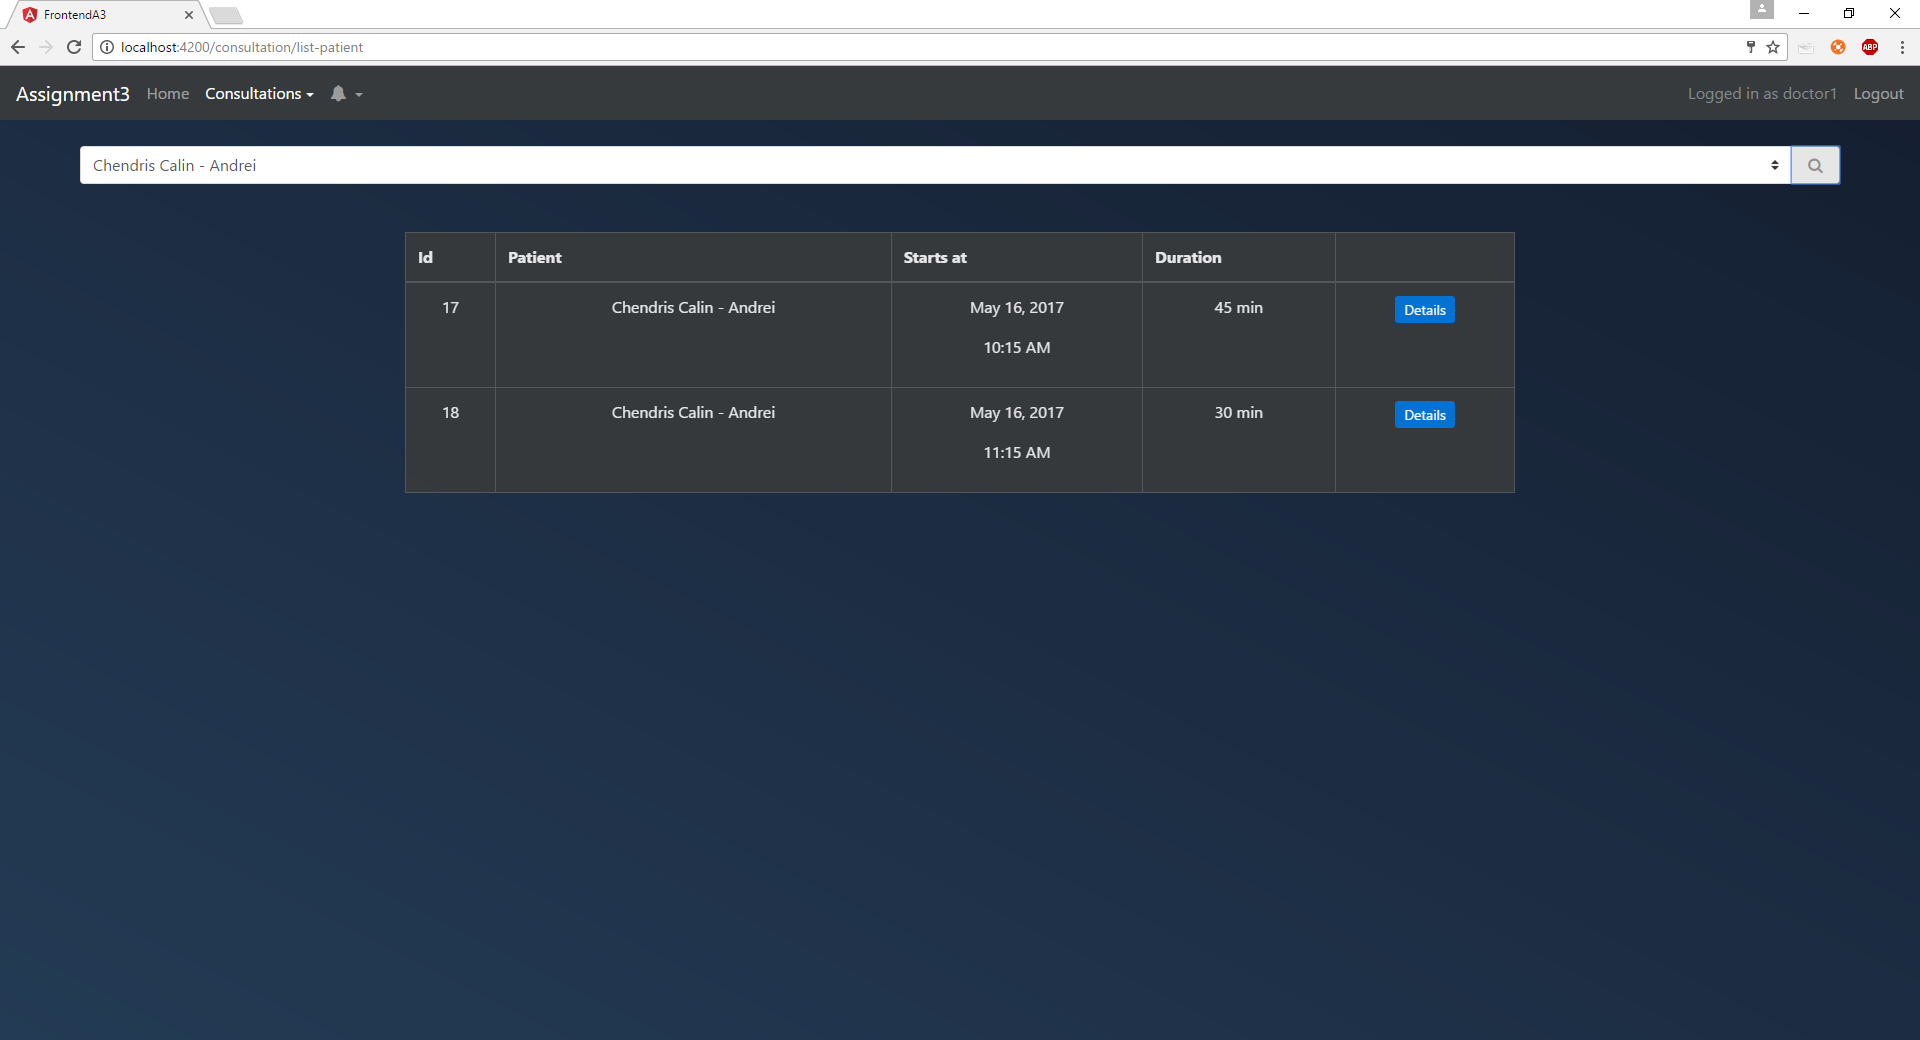 FrontendA3
localhost:4200/consultation/list-patient
ABP
Assignment3 Home Consultations Logged in as doctor1 Logout
Chendris Calin - Andrei
Id Patient Starts at Duration
17 Chendris Calin - Andrei May 16, 2017 45 min Details
10:15 AM
18 Chendris Calin - Andrei May 16, 2017 30 min Details
11:15 AM